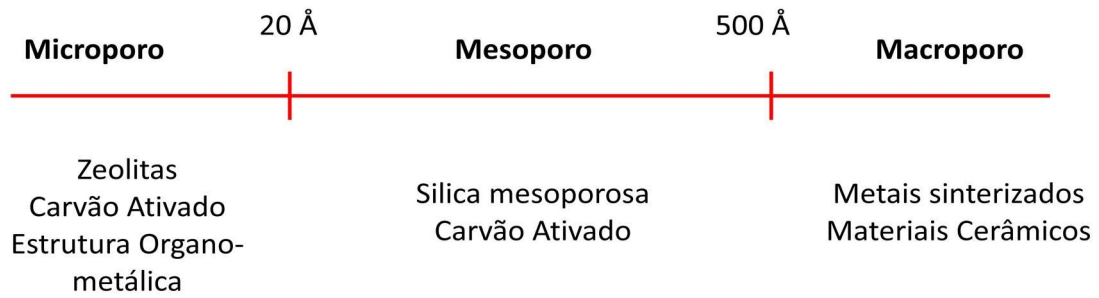 20 Å
500 Å
Microporo
Mesoporo
Macroporo
Zeolitas
Carvão Ativado
Estrutura Organo-
metálica
Silica mesoporosa
Carvão Ativado
Metais sinterizados
Materiais Cerâmicos